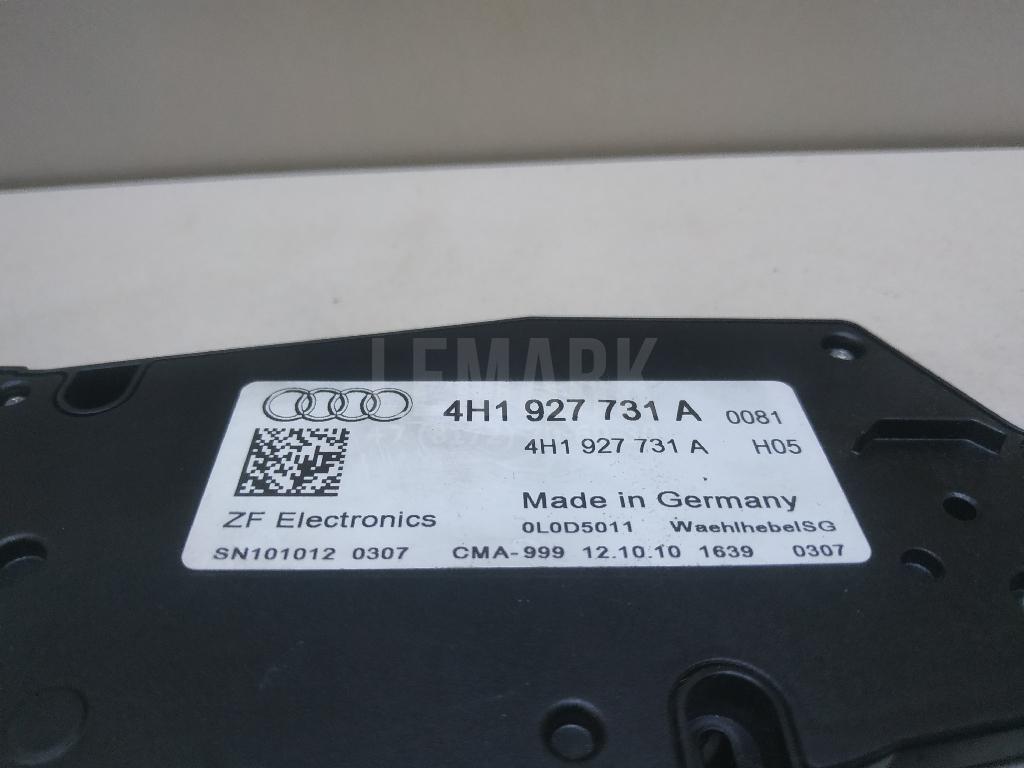 LEMARK
4H1 927 731 A 0081
4H1 927 731 A H05
Made in Germany
ZF Electronics 0L0D5011 WaehlhebelSG
SN101012 0307 CMA-999 12.10.10 1639 0307